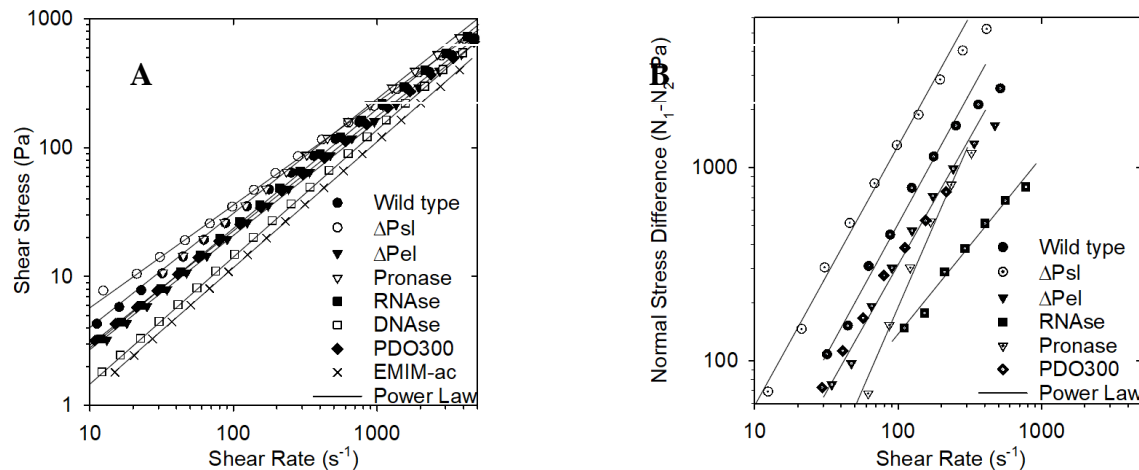 A
1000
100
10
1
Shear Stress (Pa)
Wild type
ΔPsl
ΔPel
Pronase
RNAse
DNAse
PDO300
EMIM-ac
Power Law
10 100 1000
Shear Rate (s⁻¹)
B
1000
100
Normal Stress Difference (N₁-N₂ Pa)
Wild type
ΔPsl
ΔPel
RNAse
Pronase
PDO300
Power Law
10 100 1000
Shear Rate (s⁻¹)